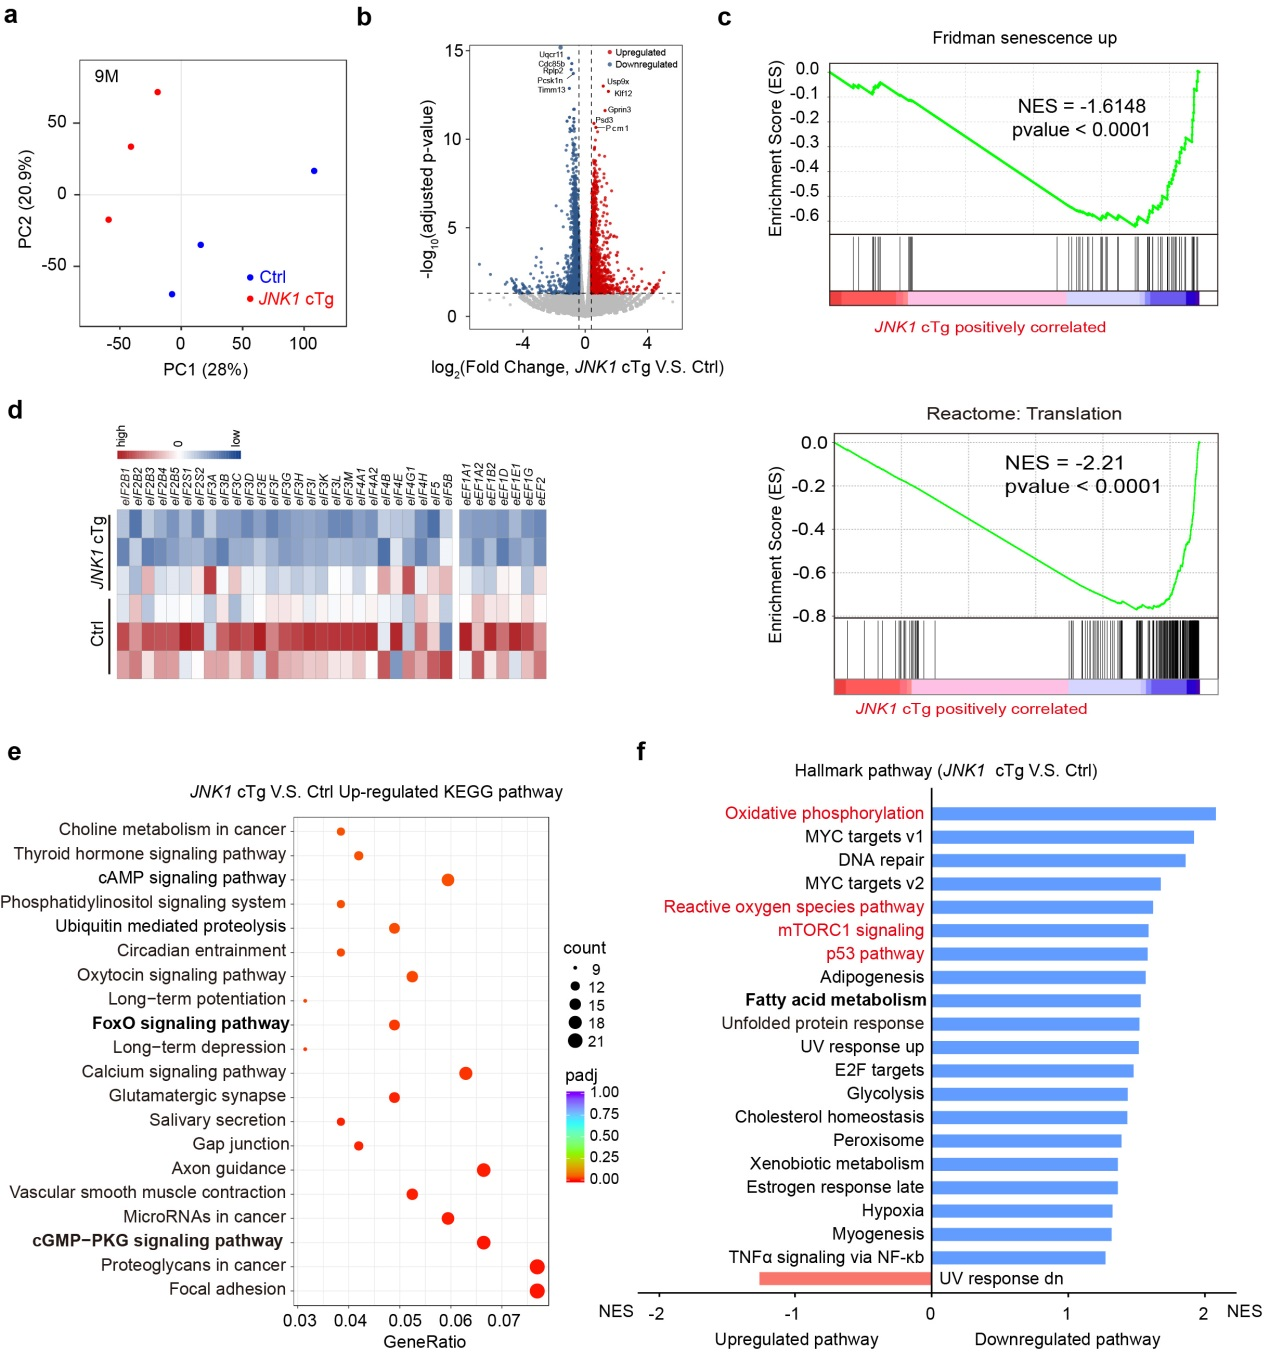 a
9M
50
0
-50
PC2 (20.9%)
Ctrl
JNK1 cTg
-50
0
50
100
PC1 (28%)
b
15
10
5
0
-log10(adjusted p-value)
Upregulated
Downregulated
Uqcr11
Cdc85b
Rplp2
Pcsk1n
Timm13
Usp9x
Klf12
Gprin3
Psd3
Pcm1
-4
0
4
log2(Fold Change, JNK1 cTg V.S. Ctrl)
c
Fridman senescence up
Enrichment Score (ES)
0.0
-0.1
-0.2
-0.3
-0.4
-0.5
-0.6
NES = -1.6148
pvalue < 0.0001
JNK1 cTg positively correlated
Reactome: Translation
Enrichment Score (ES)
0.0
-0.2
-0.4
-0.6
-0.8
NES = -2.21
pvalue < 0.0001
JNK1 cTg positively correlated
d
high
0
low
eIF2B1
eIF2B2
eIF2B3
eIF2B4
eIF2B5
eIF2S1
eIF2S2
eIF3A
eIF3B
eIF3C
eIF3D
eIF3E
eIF3F
eIF3G
eIF3H
eIF3I
eIF3K
eIF3L
eIF3M
eIF4A1
eIF4A2
eIF4B
eIF4E
eIF4G1
eIF4H
eIF5
eIF5B
eEF1A1
eEF1A2
eEF1B2
eEF1D
eEF1E1
eEF1G
eEF2
JNK1 cTg
Ctrl
e
JNK1 cTg V.S. Ctrl Up-regulated KEGG pathway
Choline metabolism in cancer
Thyroid hormone signaling pathway
cAMP signaling pathway
Phosphatidylinositol signaling system
Ubiquitin mediated proteolysis
Circadian entrainment
Oxytocin signaling pathway
Long−term potentiation
FoxO signaling pathway
Long−term depression
Calcium signaling pathway
Glutamatergic synapse
Salivary secretion
Gap junction
Axon guidance
Vascular smooth muscle contraction
MicroRNAs in cancer
cGMP−PKG signaling pathway
Proteoglycans in cancer
Focal adhesion
0.03
0.04
0.05
0.06
0.07
GeneRatio
count
9
12
15
18
21
padj
1.00
0.75
0.50
0.25
0.00
f
Hallmark pathway (JNK1 cTg V.S. Ctrl)
Oxidative phosphorylation
MYC targets v1
DNA repair
MYC targets v2
Reactive oxygen species pathway
mTORC1 signaling
p53 pathway
Adipogenesis
Fatty acid metabolism
Unfolded protein response
UV response up
E2F targets
Glycolysis
Cholesterol homeostasis
Peroxisome
Xenobiotic metabolism
Estrogen response late
Hypoxia
Myogenesis
TNFα signaling via NF-κb
UV response dn
NES
-2
-1
0
1
2
NES
Upregulated pathway
Downregulated pathway